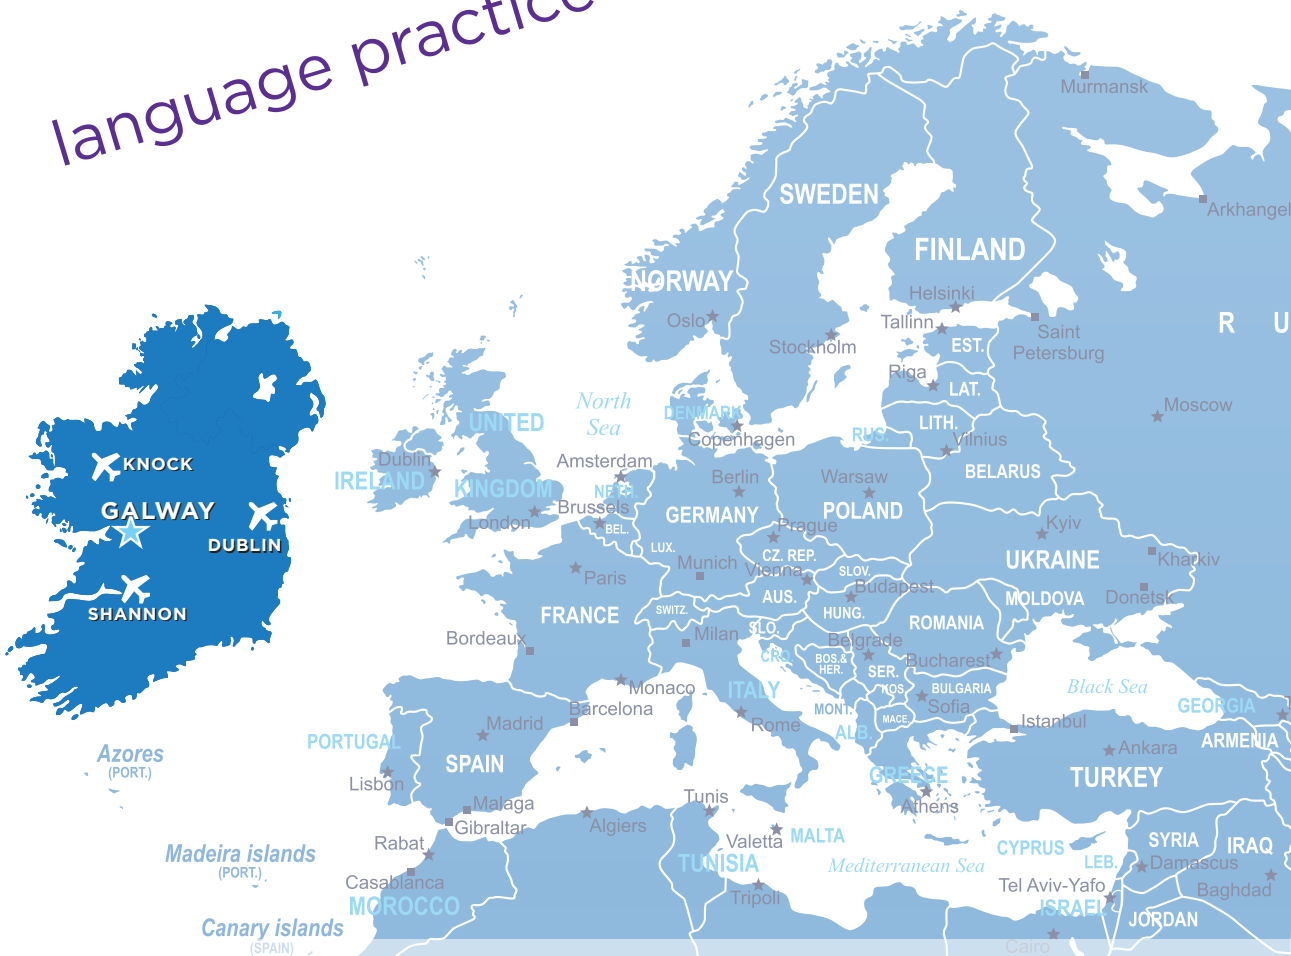 language practice
Murmansk
SWEDEN
Arkhangel
FINLAND
NORWAY
Helsinki
Oslo
Tallinn
Saint
Petersburg
R U
Stockholm
EST.
Riga
LAT.
North
Sea
DENMARK
Moscow
UNITED
KINGDOM
LITH.
RUS.
Copenhagen
Vilnius
KNOCK
Dublin
IRELAND
Amsterdam
BELARUS
Berlin
Warsaw
NETH.
GALWAY
Brussels
London
BEL.
GERMANY
POLAND
Prague
Kyiv
DUBLIN
LUX.
CZ. REP.
UKRAINE
Kharkiv
Paris
Munich
Vienna
SLOV.
Budapest
Donetsk
SHANNON
FRANCE
SWITZ.
AUS.
HUNG.
MOLDOVA
ROMANIA
Bordeaux
Milan
SLO.
Belgrade
CRO.
BOS.&
HER.
SER.
Bucharest
Monaco
ITALY
KOS.
BULGARIA
Black Sea
Barcelona
MONT.
Sofia
GEORGIA
T
Madrid
Rome
MACE.
Istanbul
PORTUGAL
ALB.
ARMENIA
Azores
(PORT.)
SPAIN
Ankara
Lisbon
GREECE
TURKEY
Malaga
Tunis
Athens
Gibraltar
Algiers
Rabat
Valetta
MALTA
SYRIA
IRAQ
Madeira islands
(PORT.)
TUNISIA
Mediterranean Sea
CYPRUS
LEB.
Damascus
Casablanca
Tripoli
Tel Aviv-Yafo
Baghdad
MOROCCO
ISRAEL
JORDAN
Canary islands
(SPAIN)
Cairo